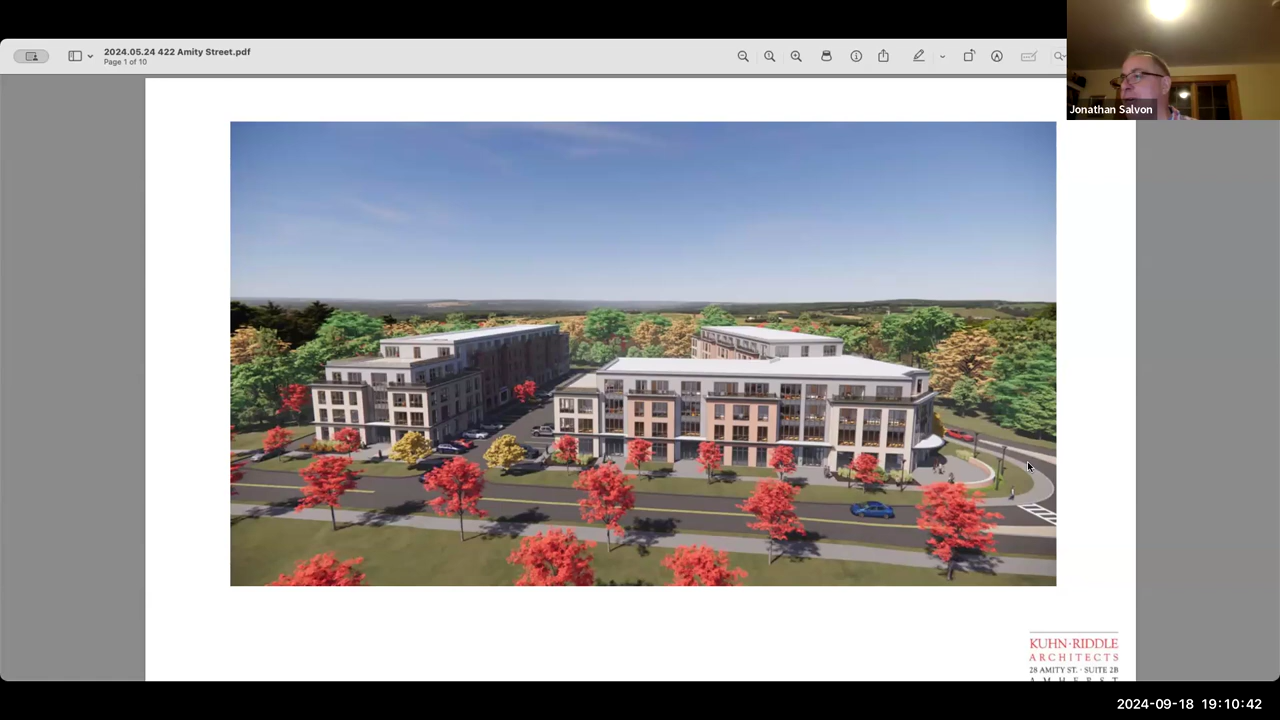 2024.05.24 422 Amity Street.pdf
Page 1 of 10
Jonathan Salvon
KUHN·RIDDLE
ARCHITECTS
28 AMITY ST. · SUITE 2B
AMHERST
2024-09-18 19:10:42